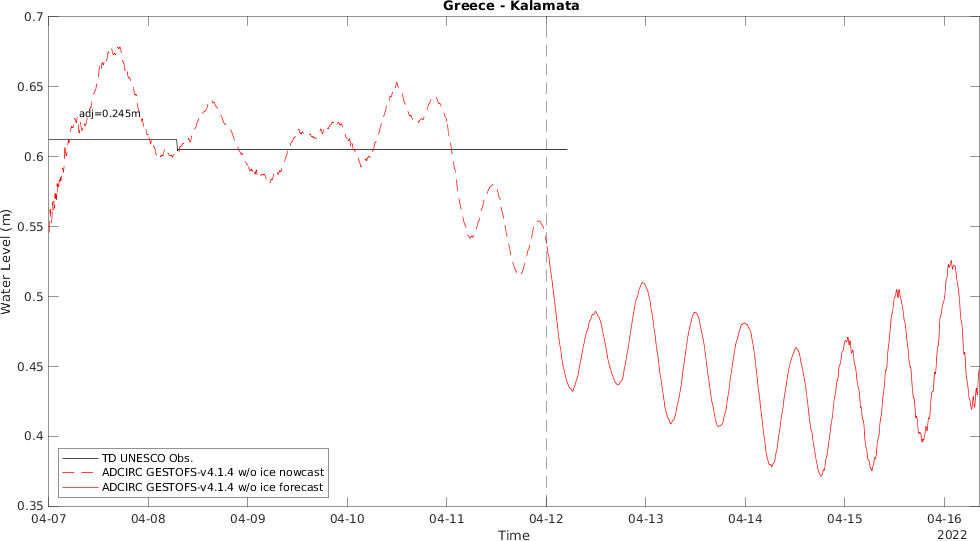 Greece - Kalamata
0.7
0.65
0.6
0.55
0.5
0.45
0.4
0.35
Water Level (m)
adj=0.245m
TD UNESCO Obs.
ADCIRC GESTOFS-v4.1.4 w/o ice nowcast
ADCIRC GESTOFS-v4.1.4 w/o ice forecast
04-07 04-08 04-09 04-10 04-11 04-12 04-13 04-14 04-15 04-16
Time
2022